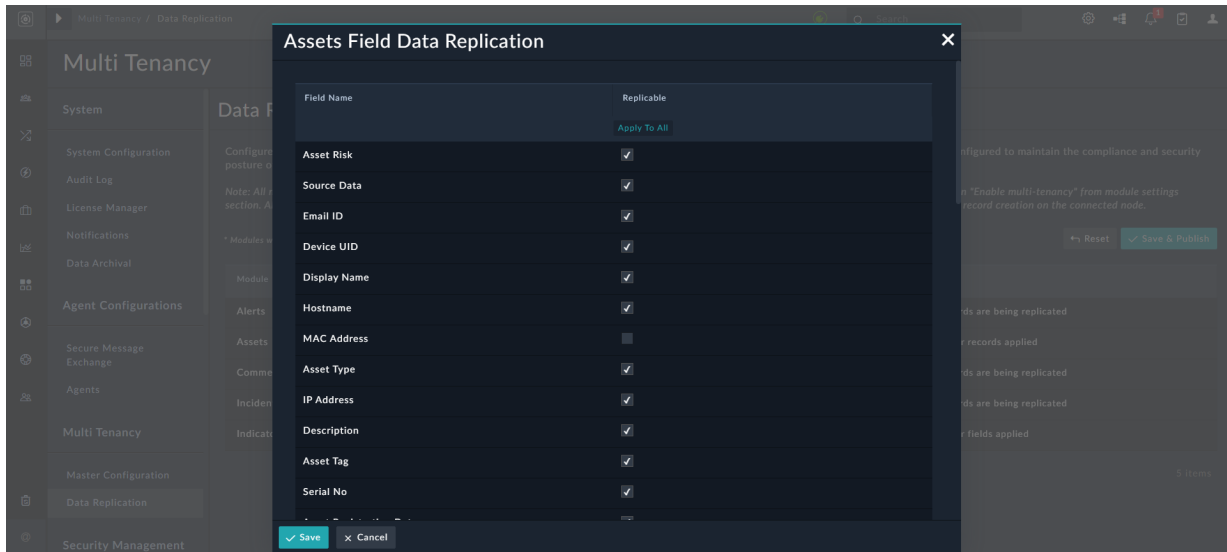 Multi Tenancy / Data Replication
Search
1
Assets Field Data Replication
Multi Tenancy
System
System Configuration
Audit Log
License Manager
Notifications
Data Archival
Agent Configurations
Secure Message
Exchange
Agents
Multi Tenancy
Master Configuration
Data Replication
Security Management
Data R
Configure
posture o
Note: All
section. A
* Modules
Module
Alerts
Assets
Comme
Inciden
Indicat
Field Name
Replicable
Apply To All
Asset Risk
Source Data
Email ID
Device UID
Display Name
Hostname
MAC Address
Asset Type
IP Address
Description
Asset Tag
Serial No
Save
Cancel
nfigured to maintain the compliance and security
"Enable multi-tenancy" from module settings
record creation on the connected node.
Reset
Save & Publish
ds are being replicated
r records applied
ds are being replicated
ds are being replicated
r fields applied
5 items